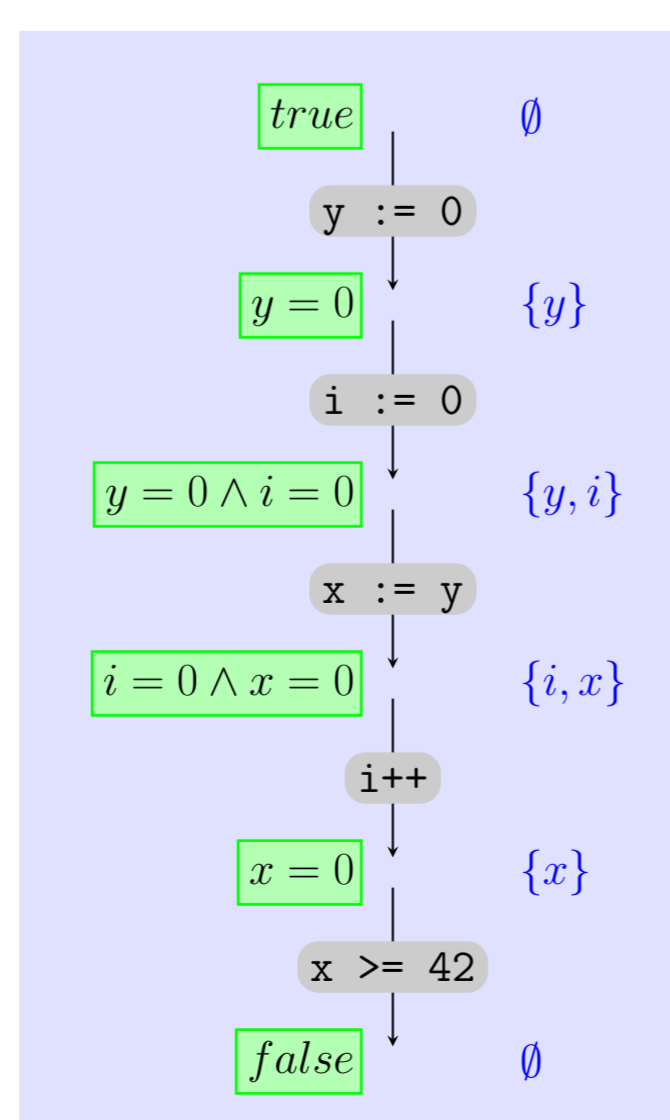 true ∅
y := 0
y = 0 {y}
i := 0
y = 0 ∧ i = 0 {y, i}
x := y
i = 0 ∧ x = 0 {i, x}
i++
x = 0 {x}
x >= 42
false ∅